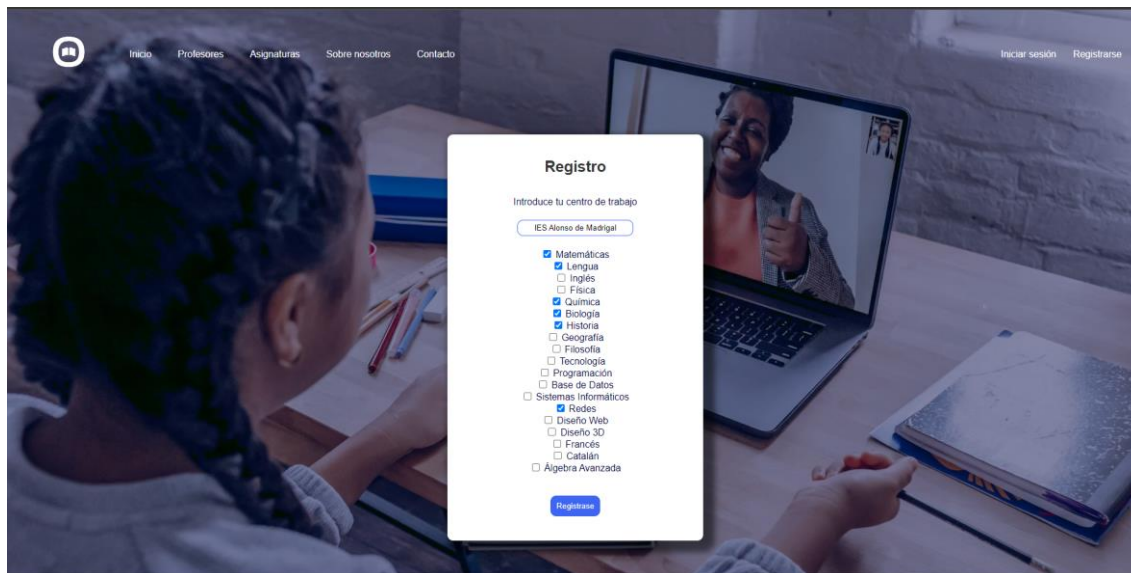 Inicio Profesores Asignaturas Sobre nosotros Contacto Iniciar sesión Registrarse
Registro
Introduce tu centro de trabajo
IES Alonso de Madrigal
Matemáticas
Lengua
Inglés
Física
Química
Biología
Historia
Geografía
Filosofía
Tecnología
Programación
Base de Datos
Sistemas Informáticos
Redes
Diseño Web
Diseño 3D
Francés
Catalán
Álgebra Avanzada
Registrase